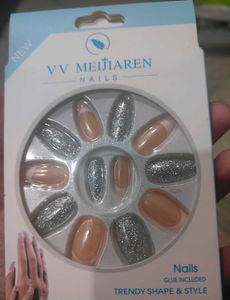 NEW
VV MEIJIAREN
NAILS
Nails
GLUE INCLUDED
TRENDY SHAPE & STYLE